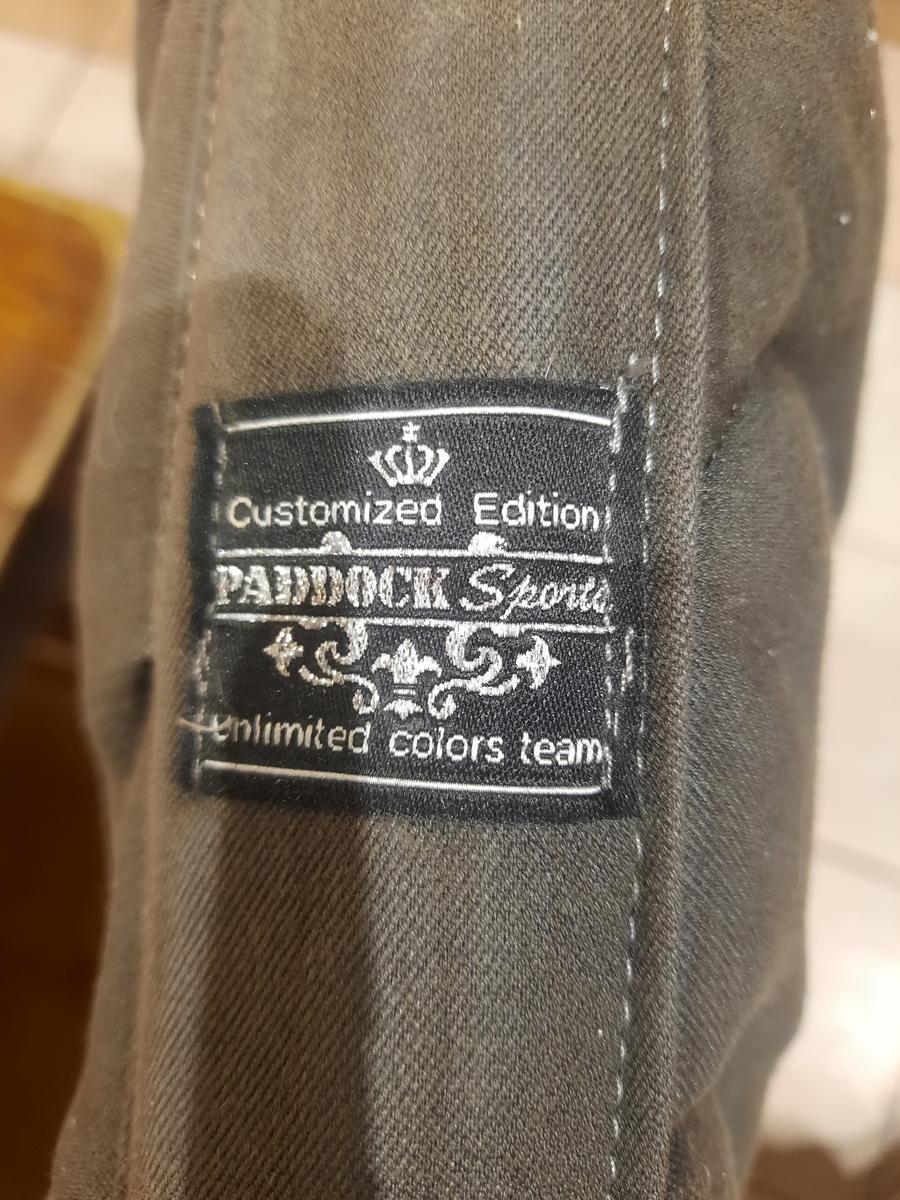 Customized Edition
PADDOCK Sports
unlimited colors team